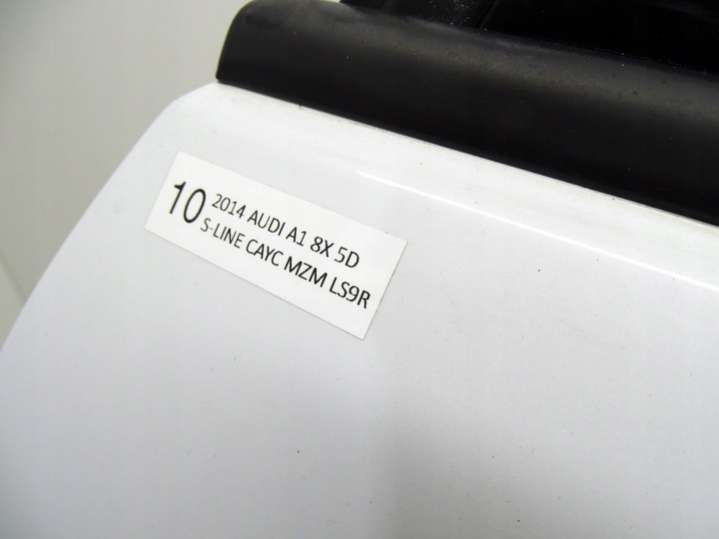 10
2014 AUDI A1 8X 5D
S-LINE CAYC MZM LS9R